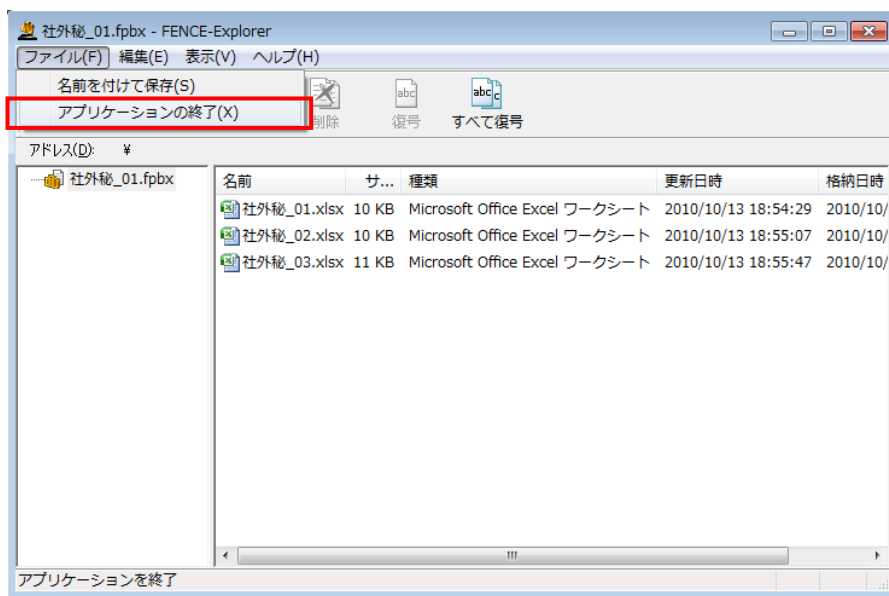 社外秘_01.fpbx - FENCE-Explorer
ファイル(F) 編集(E) 表示(V) ヘルプ(H)
名前を付けて保存(S)
アプリケーションの終了(X)
削除 復号 すべて復号
アドレス(D): ¥
社外秘_01.fpbx
名前 サ... 種類 更新日時 格納日時
社外秘_01.xlsx 10 KB Microsoft Office Excel ワークシート 2010/10/13 18:54:29 2010/10/
社外秘_02.xlsx 10 KB Microsoft Office Excel ワークシート 2010/10/13 18:55:07 2010/10/
社外秘_03.xlsx 11 KB Microsoft Office Excel ワークシート 2010/10/13 18:55:47 2010/10/
アプリケーションを終了